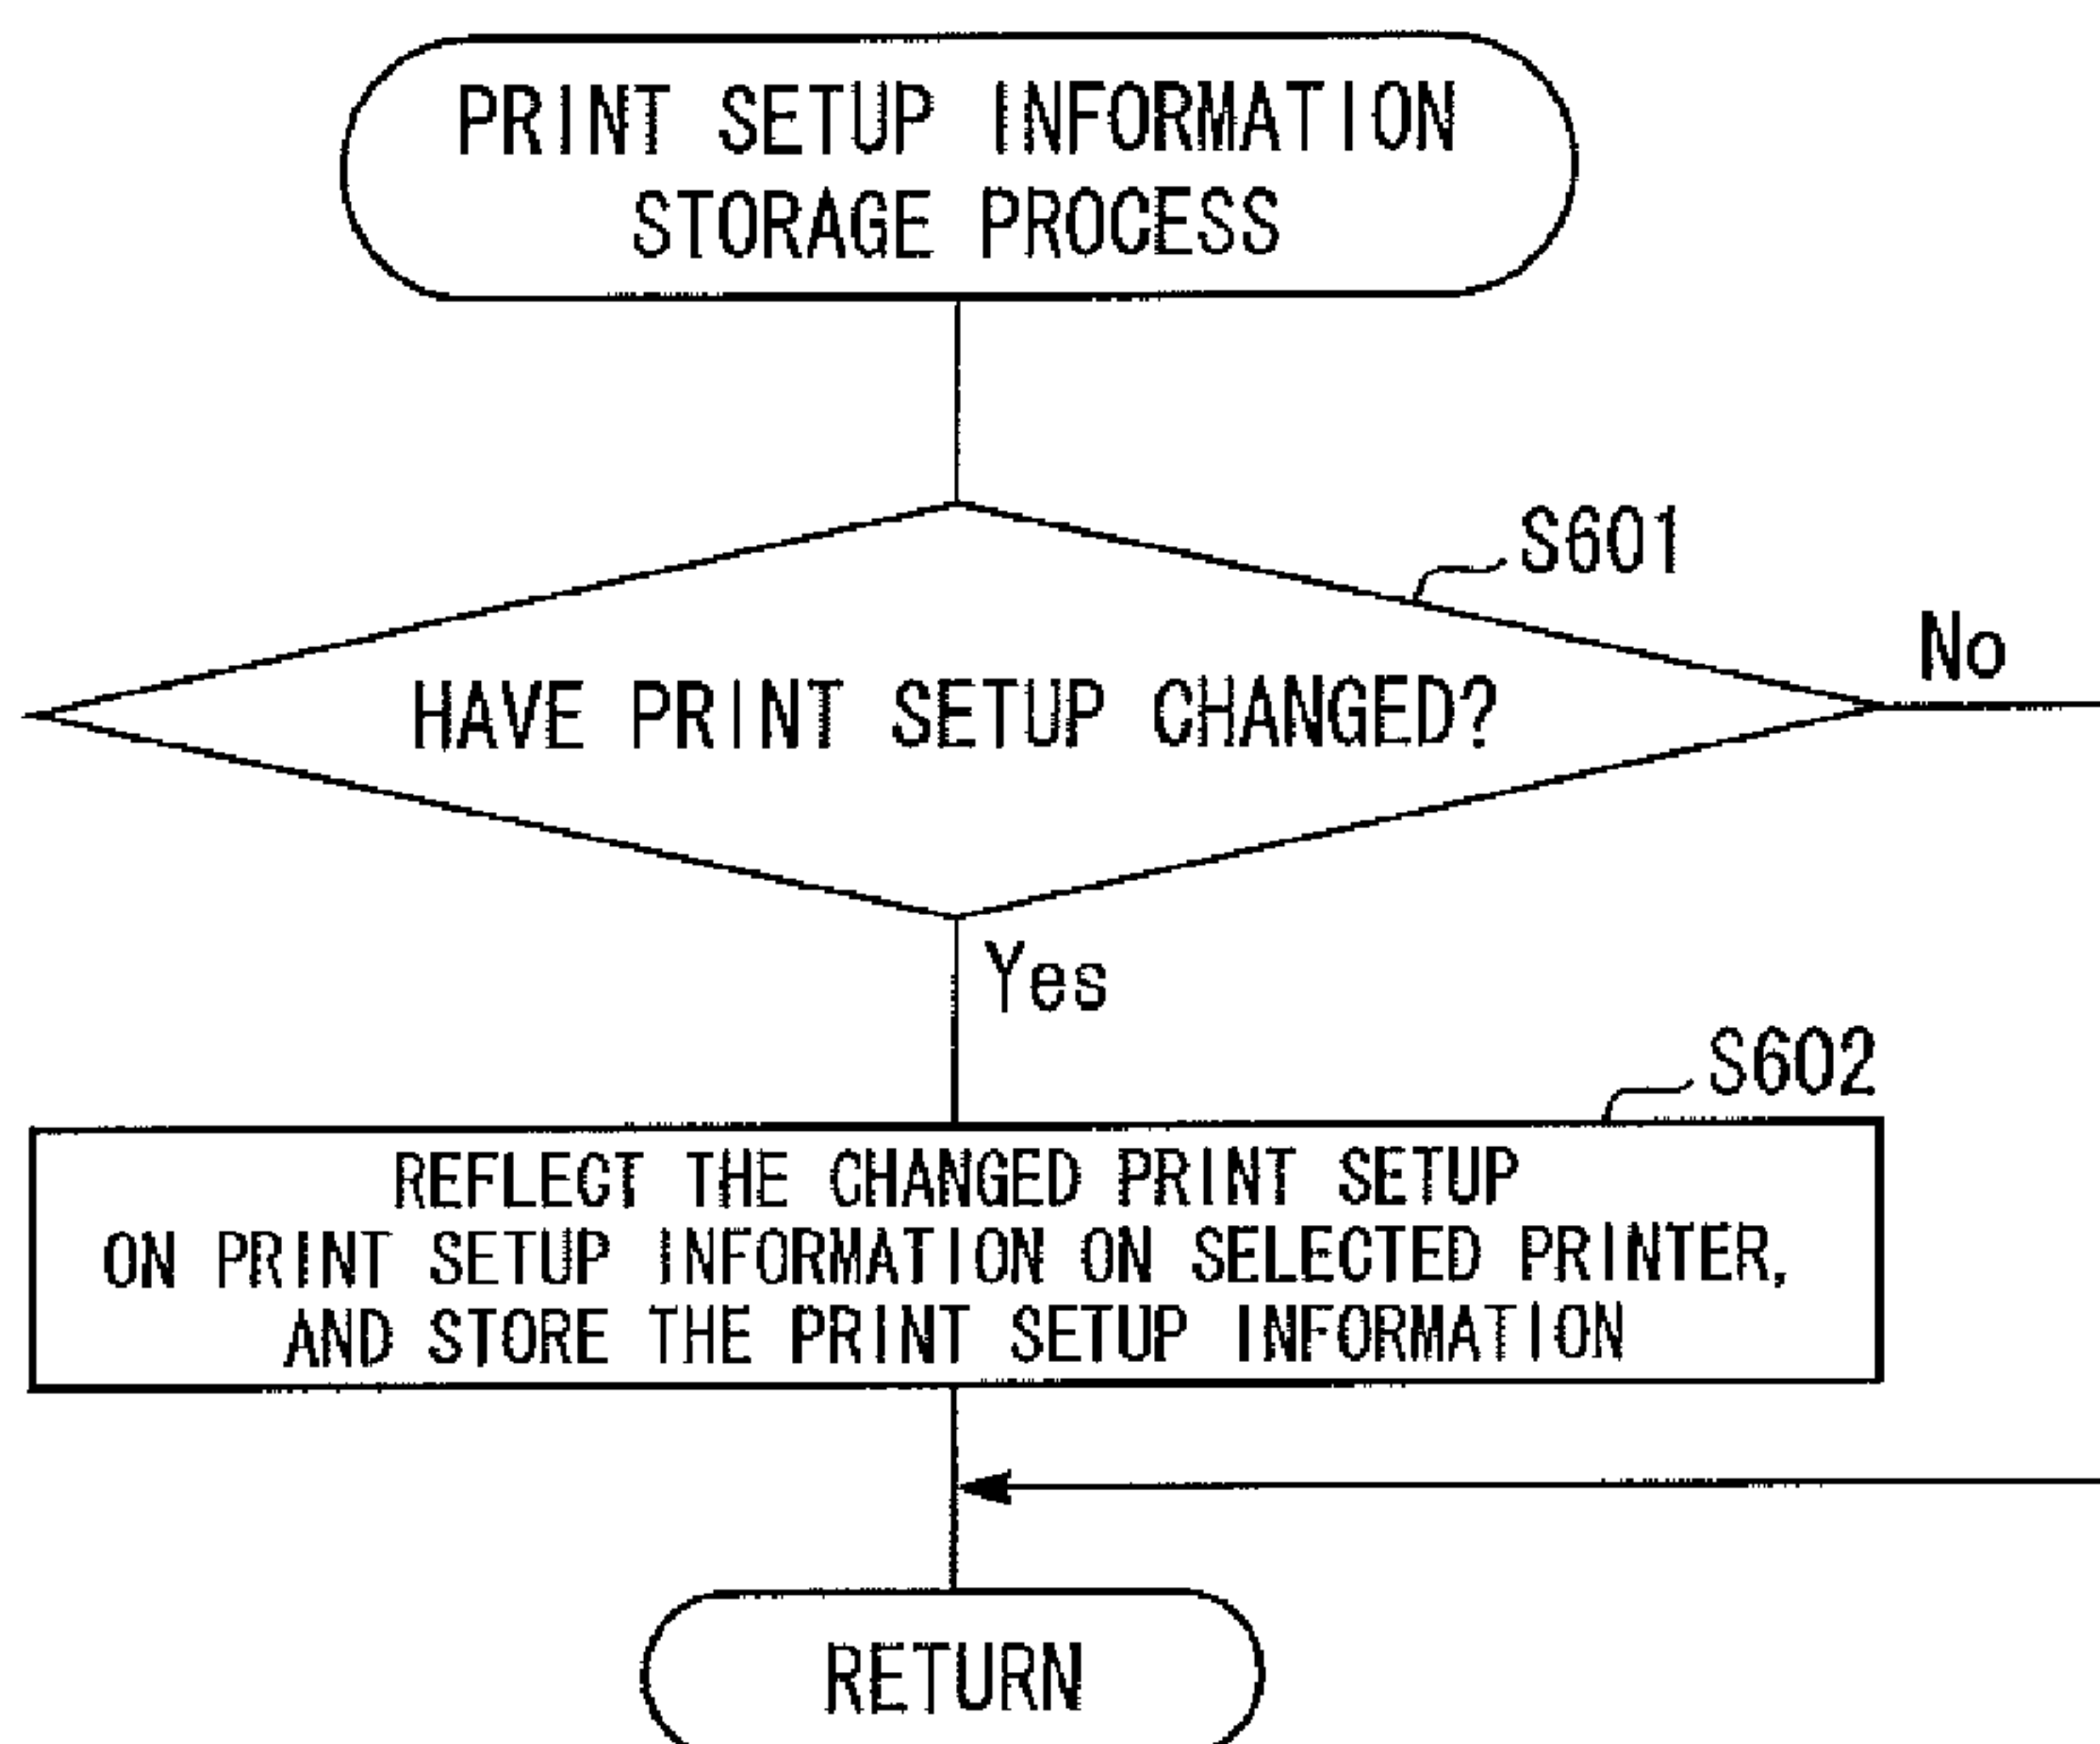 PRINT SETUP INFORMATION
STORAGE PROCESS
S601
No
HAVE PRINT SETUP CHANGED?
Yes
S602
REFLECT THE CHANGED PRINT SETUP
ON PRINT SETUP INFORMATION ON SELECTED PRINTER,
AND STORE THE PRINT SETUP INFORMATION
RETURN